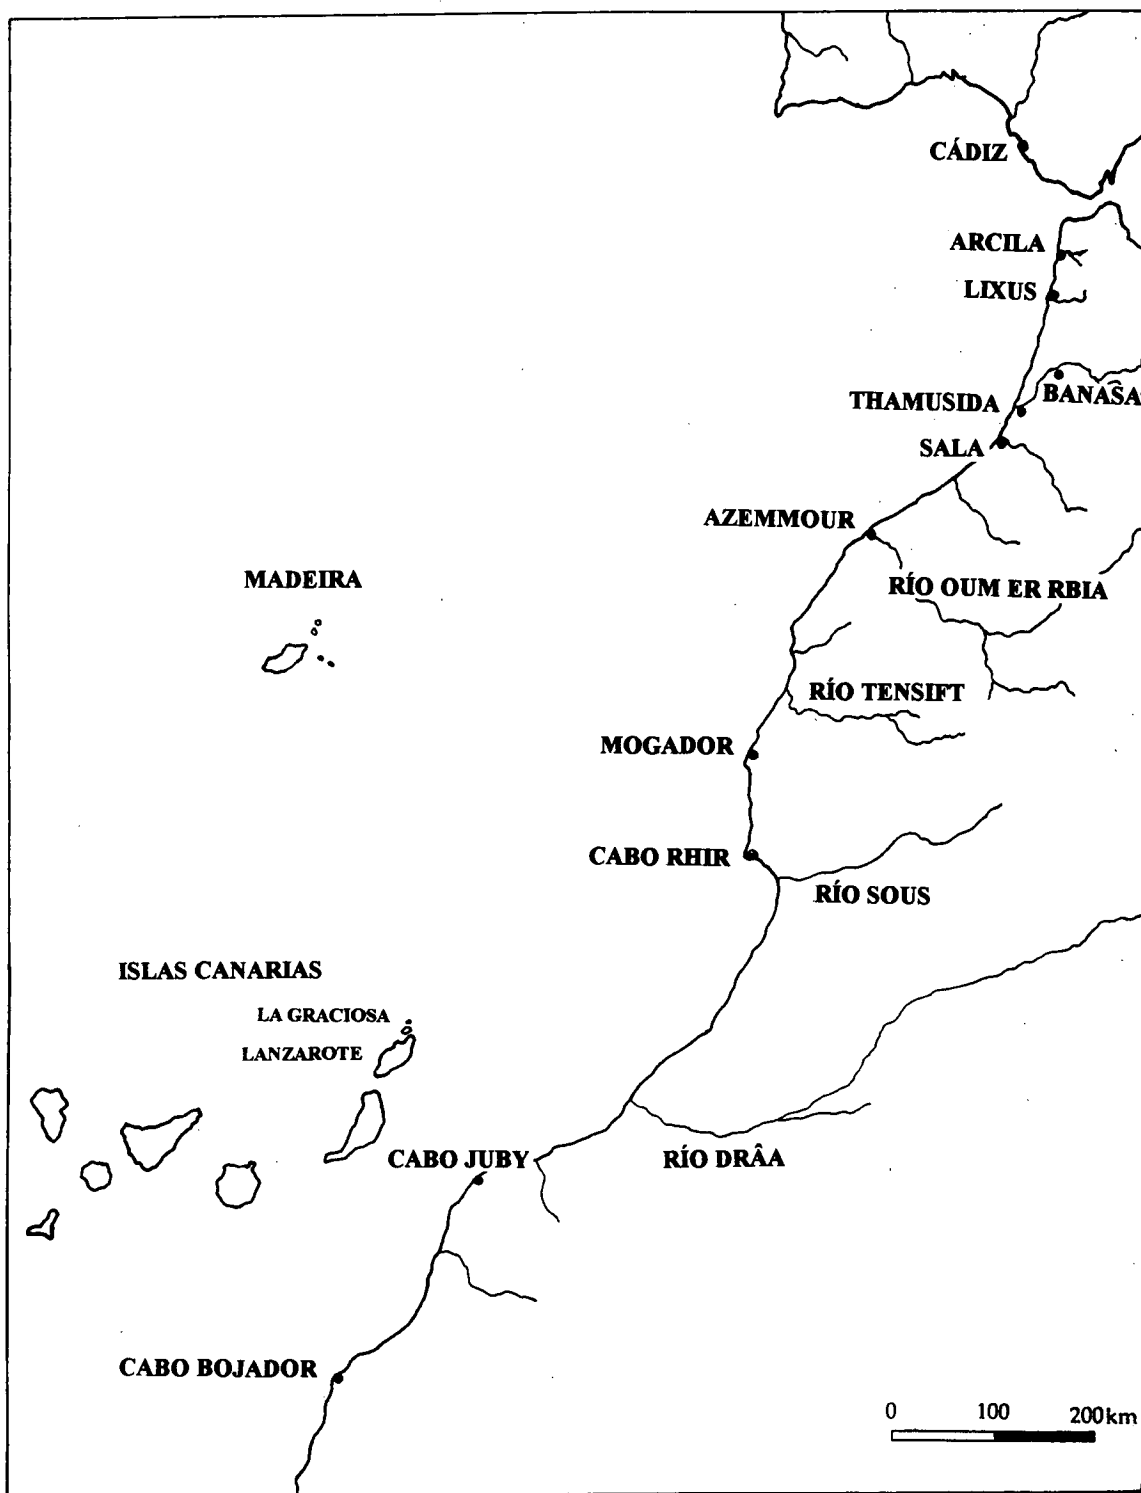 CÁDIZ
ARCILA
LIXUS
BANAŜA
THAMUSIDA
SALA
AZEMMOUR
MADEIRA
RÍO OUM ER RBIA
RÍO TENSIFT
MOGADOR
CABO RHIR
RÍO SOUS
ISLAS CANARIAS
LA GRACIOSA
LANZAROTE
CABO JUBY
RÍO DRÂA
CABO BOJADOR
0 100 200km